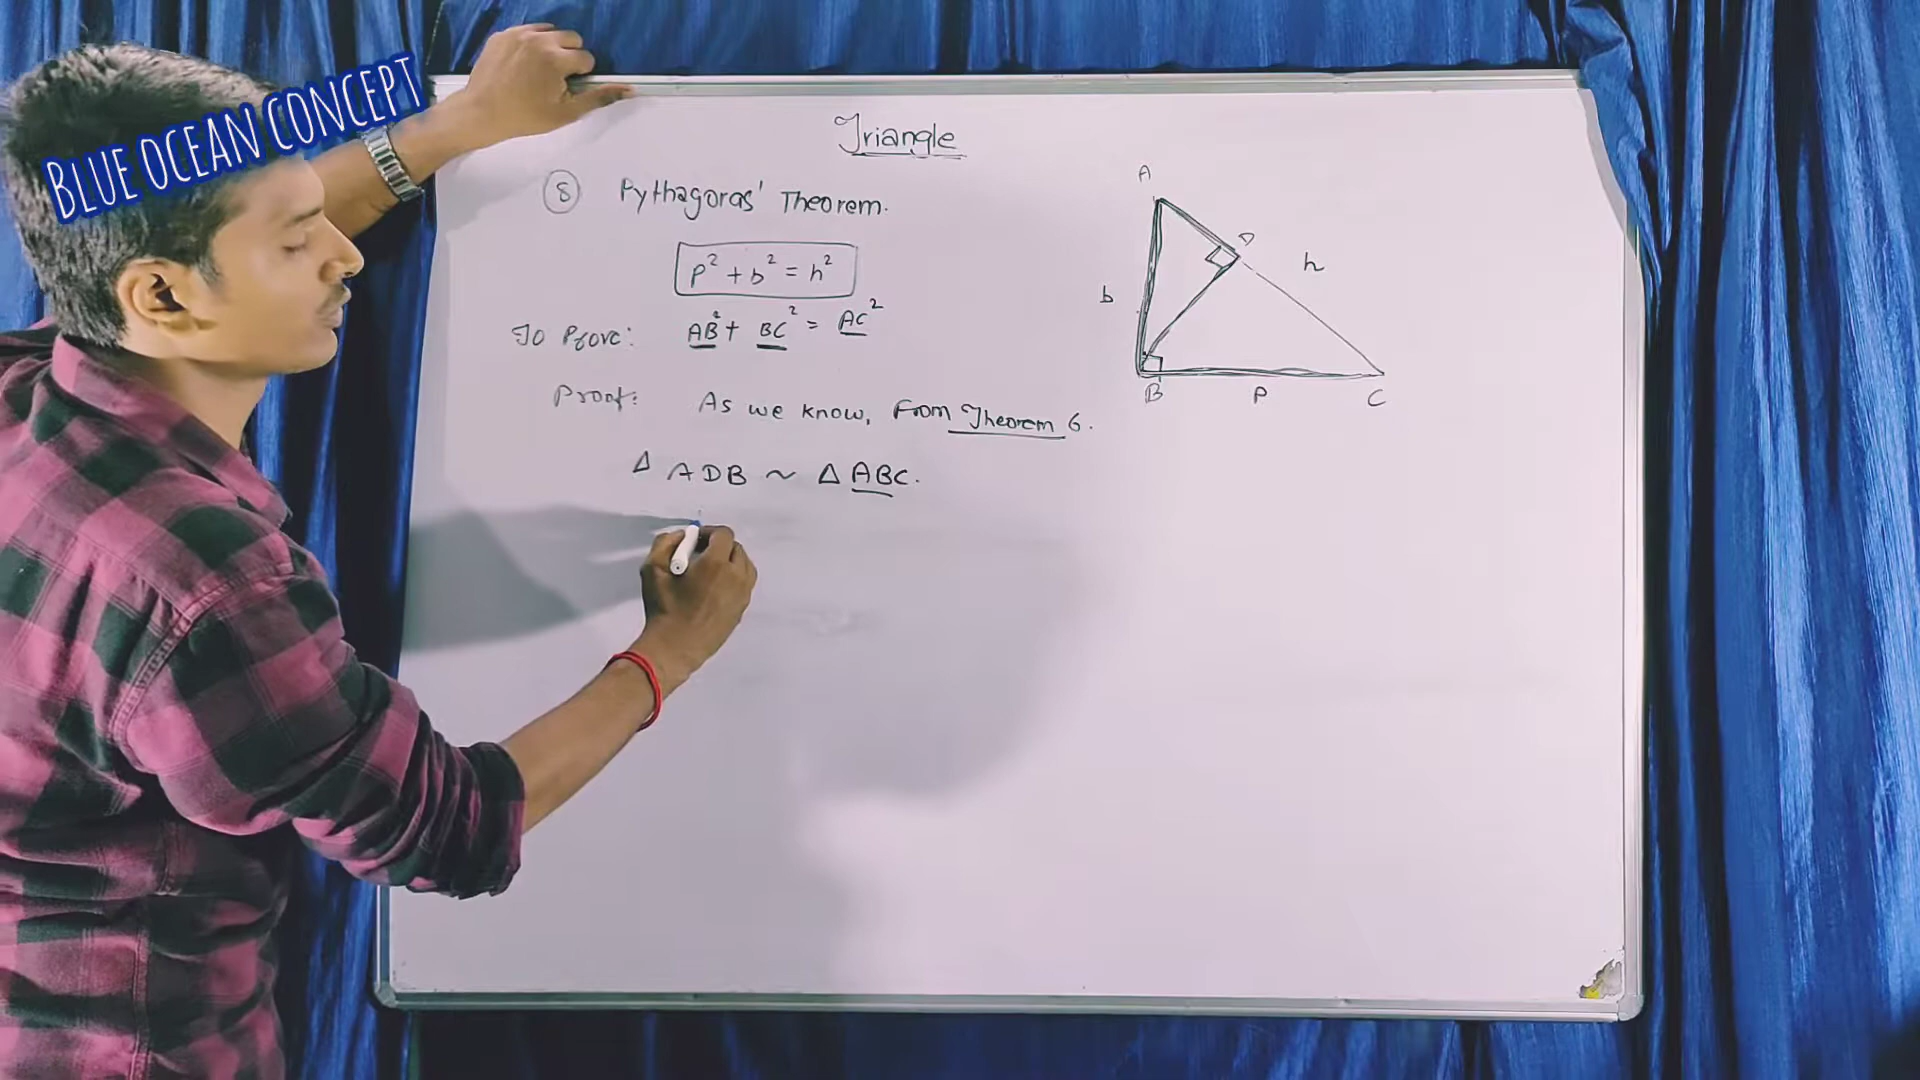 BLUE OCEAN CONCEPT
Triangle
8 Pythagoras' Theorem.
p² + b² = h²
To Prove: AB² + BC² = AC²
Proof: As we know, From Theorem 6.
Δ ADB ~ Δ ABC.
A
D
h
b
B
P
C